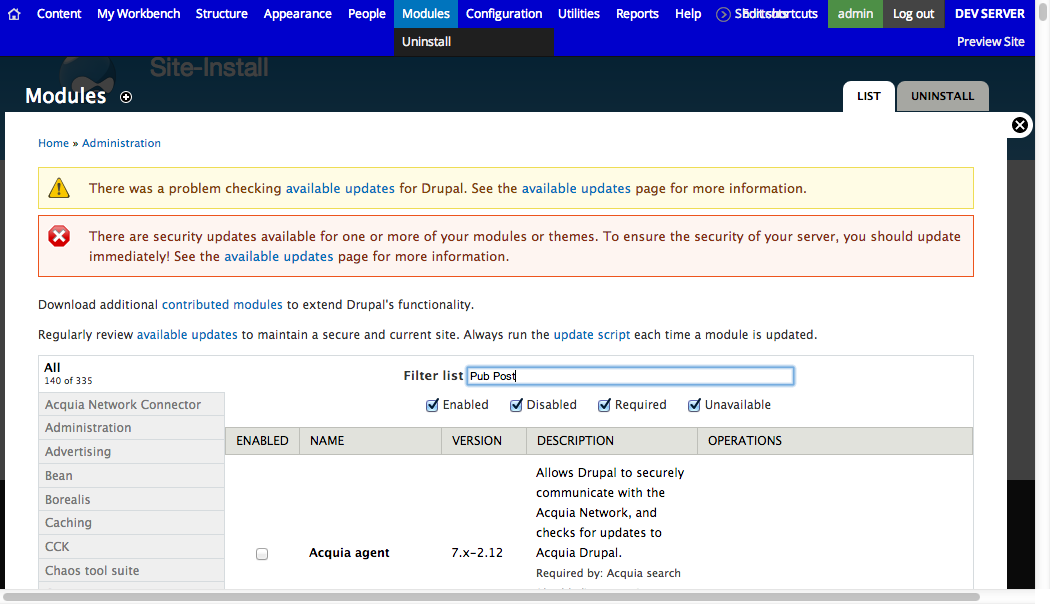 Content My Workbench Structure Appearance People Modules Configuration Utilities Reports Help Edit shortcuts admin Log out DEV SERVER
Uninstall Preview Site
Site-Install
Modules LIST UNINSTALL
Home » Administration
There was a problem checking available updates for Drupal. See the available updates page for more information.
There are security updates available for one or more of your modules or themes. To ensure the security of your server, you should update
immediately! See the available updates page for more information.
Download additional contributed modules to extend Drupal's functionality.
Regularly review available updates to maintain a secure and current site. Always run the update script each time a module is updated.
All
140 of 335
Filter list Pub Post
Enabled Disabled Required Unavailable
Acquia Network Connector
Administration
Advertising
Bean
Borealis
Caching
CCK
Chaos tool suite
ENABLED NAME VERSION DESCRIPTION OPERATIONS
Acquia agent 7.x-2.12
Allows Drupal to securely
communicate with the
Acquia Network, and
checks for updates to
Acquia Drupal.
Required by: Acquia search